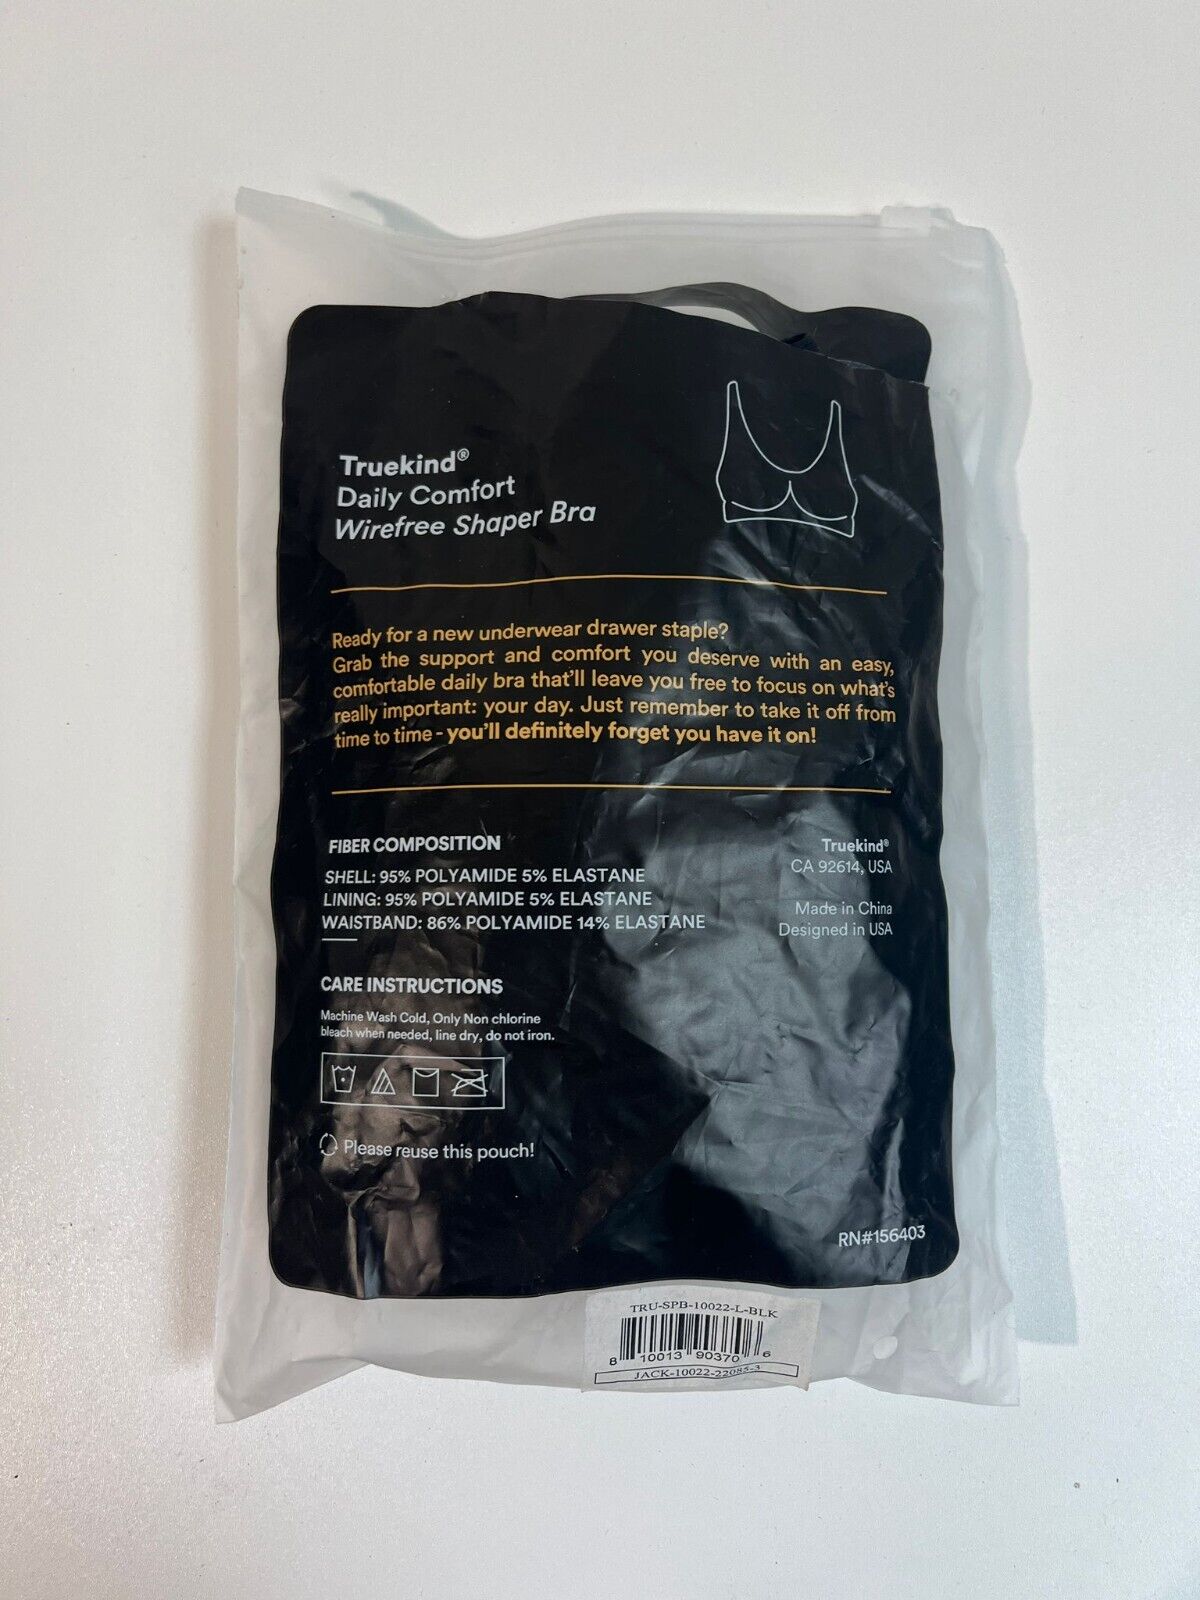 Truekind®
Daily Comfort
Wirefree Shaper Bra
Ready for a new underwear drawer staple?
Grab the support and comfort you deserve with an easy,
comfortable daily bra that'll leave you free to focus on what's
really important: your day. Just remember to take it off from
time to time - you'll definitely forget you have it on!
FIBER COMPOSITION
SHELL: 95% POLYAMIDE 5% ELASTANE
LINING: 95% POLYAMIDE 5% ELASTANE
WAISTBAND: 86% POLYAMIDE 14% ELASTANE
Truekind®
CA 92614, USA
Made in China
Designed in USA
CARE INSTRUCTIONS
Machine Wash Cold, Only Non chlorine
bleach when needed, line dry, do not iron.
Please reuse this pouch!
RN#156403
TRU-SPB-10022-L-BLK
8 10013 90370 6
JACK-10022-22085-3